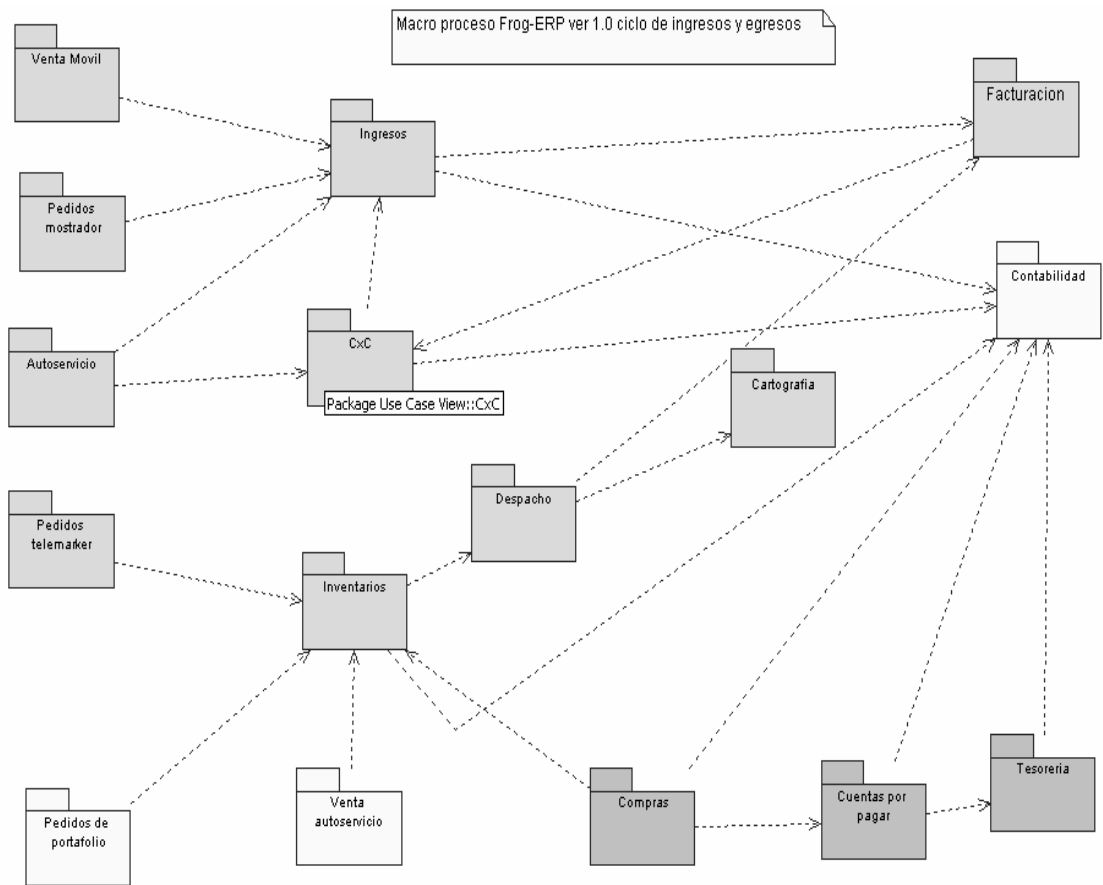 Macro proceso Frog-ERP ver 1.0 ciclo de ingresos y egresos
Venta Movil
Facturacion
Ingresos
Pedidos
mostrador
Contabilidad
CxC
Autoservicio
Cartografia
Package Use Case View::CxC
Despacho
Pedidos
telemarker
Inventarios
Tesoreria
Compras
Cuentas por
pagar
Venta
autoservicio
Pedidos de
portafolio